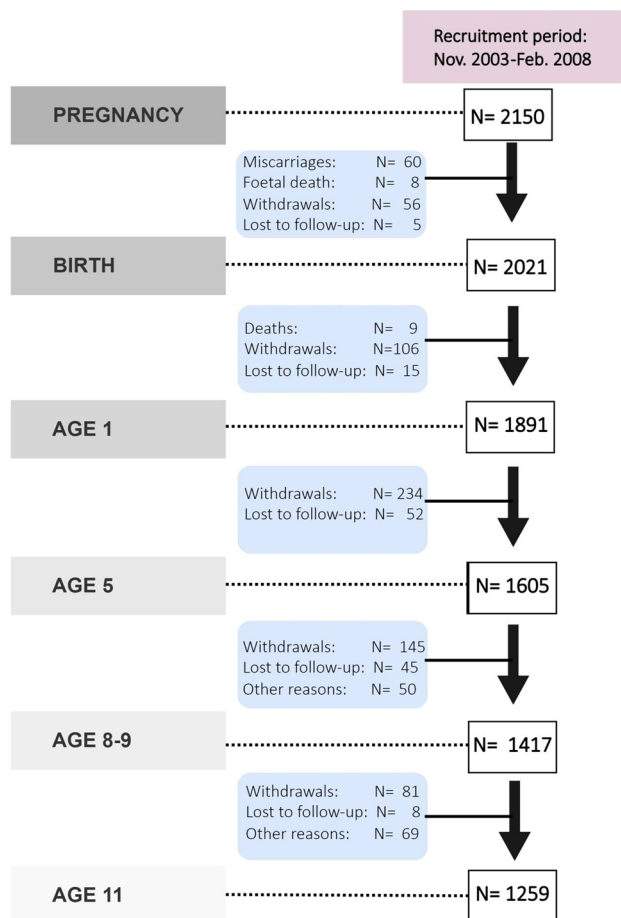 Recruitment period:
Nov. 2003-Feb. 2008
PREGNANCY
N= 2150
Miscarriages: N= 60
Foetal death: N= 8
Withdrawals: N= 56
Lost to follow-up: N= 5
BIRTH
N= 2021
Deaths: N= 9
Withdrawals: N=106
Lost to follow-up: N= 15
AGE 1
N= 1891
Withdrawals: N= 234
Lost to follow-up: N= 52
AGE 5
N= 1605
Withdrawals: N= 145
Lost to follow-up: N= 45
Other reasons: N= 50
AGE 8-9
N= 1417
Withdrawals: N= 81
Lost to follow-up: N= 8
Other reasons: N= 69
AGE 11
N= 1259